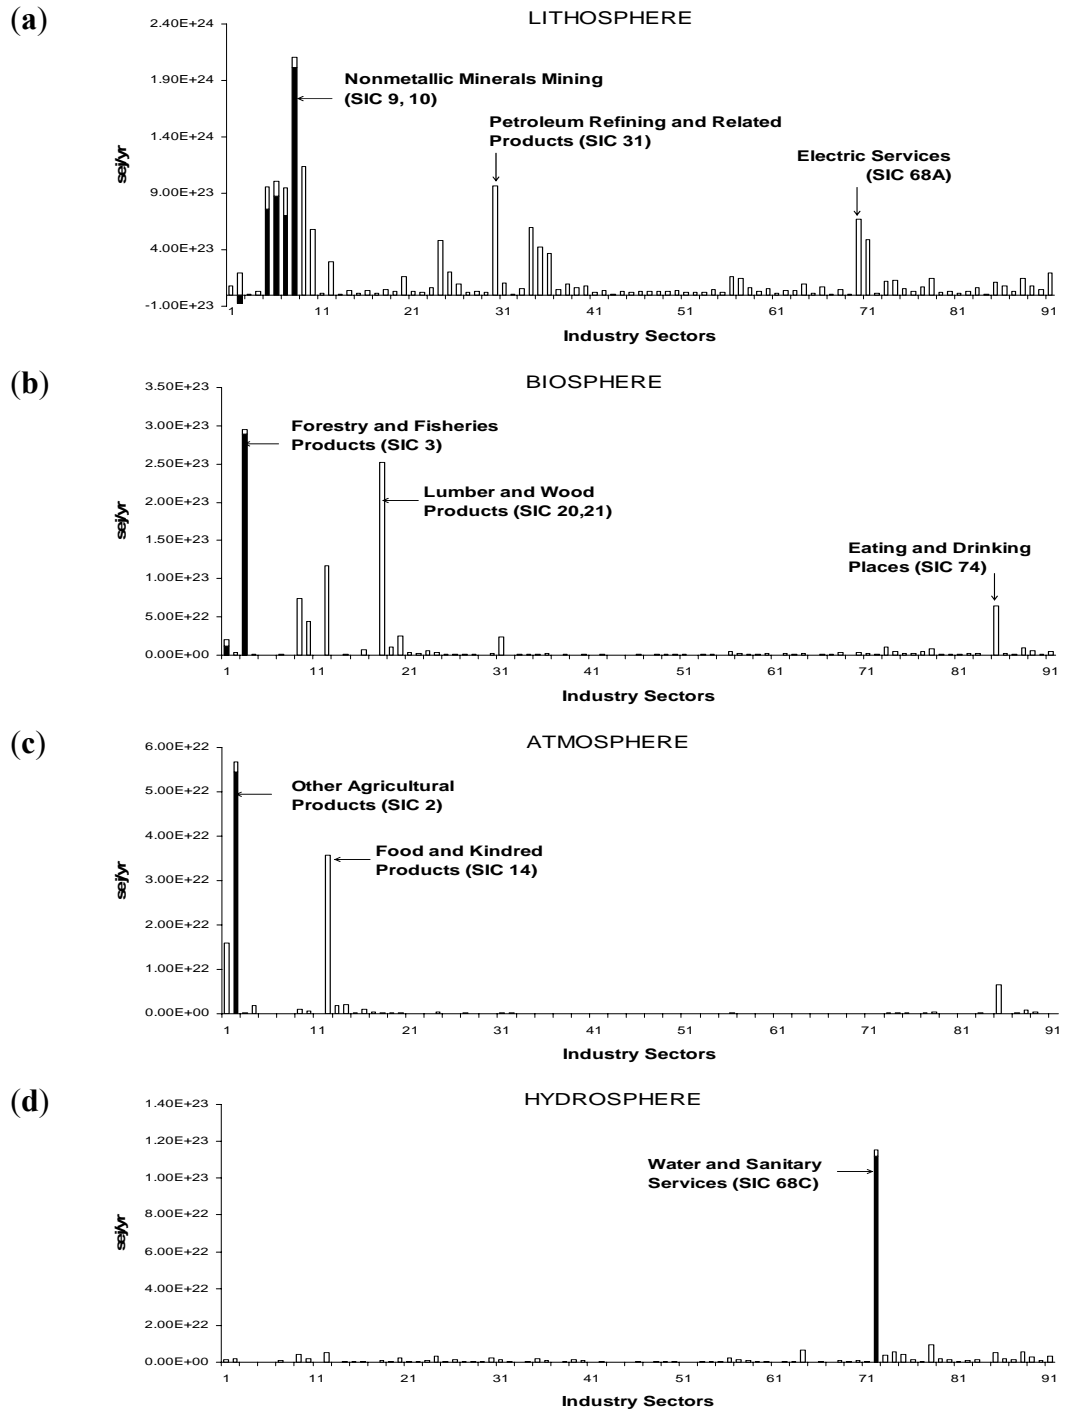 (a)
LITHOSPHERE
2.40E+24
1.90E+24
1.40E+24
9.00E+23
4.00E+23
-1.00E+23
sej/yr
Nonmetallic Minerals Mining
(SIC 9, 10)
Petroleum Refining and Related
Products (SIC 31)
Electric Services
(SIC 68A)
1 11 21 31 41 51 61 71 81 91
Industry Sectors
(b)
BIOSPHERE
3.50E+23
3.00E+23
2.50E+23
2.00E+23
1.50E+23
1.00E+23
5.00E+22
0.00E+00
sej/yr
Forestry and Fisheries
Products (SIC 3)
Lumber and Wood
Products (SIC 20,21)
Eating and Drinking
Places (SIC 74)
1 11 21 31 41 51 61 71 81 91
Industry Sectors
(c)
ATMOSPHERE
6.00E+22
5.00E+22
4.00E+22
3.00E+22
2.00E+22
1.00E+22
0.00E+00
sej/yr
Other Agricultural
Products (SIC 2)
Food and Kindred
Products (SIC 14)
1 11 21 31 41 51 61 71 81 91
Industry Sectors
(d)
HYDROSPHERE
1.40E+23
1.20E+23
1.00E+23
8.00E+22
6.00E+22
4.00E+22
2.00E+22
0.00E+00
sej/yr
Water and Sanitary
Services (SIC 68C)
1 11 21 31 41 51 61 71 81 91
Industry Sectors